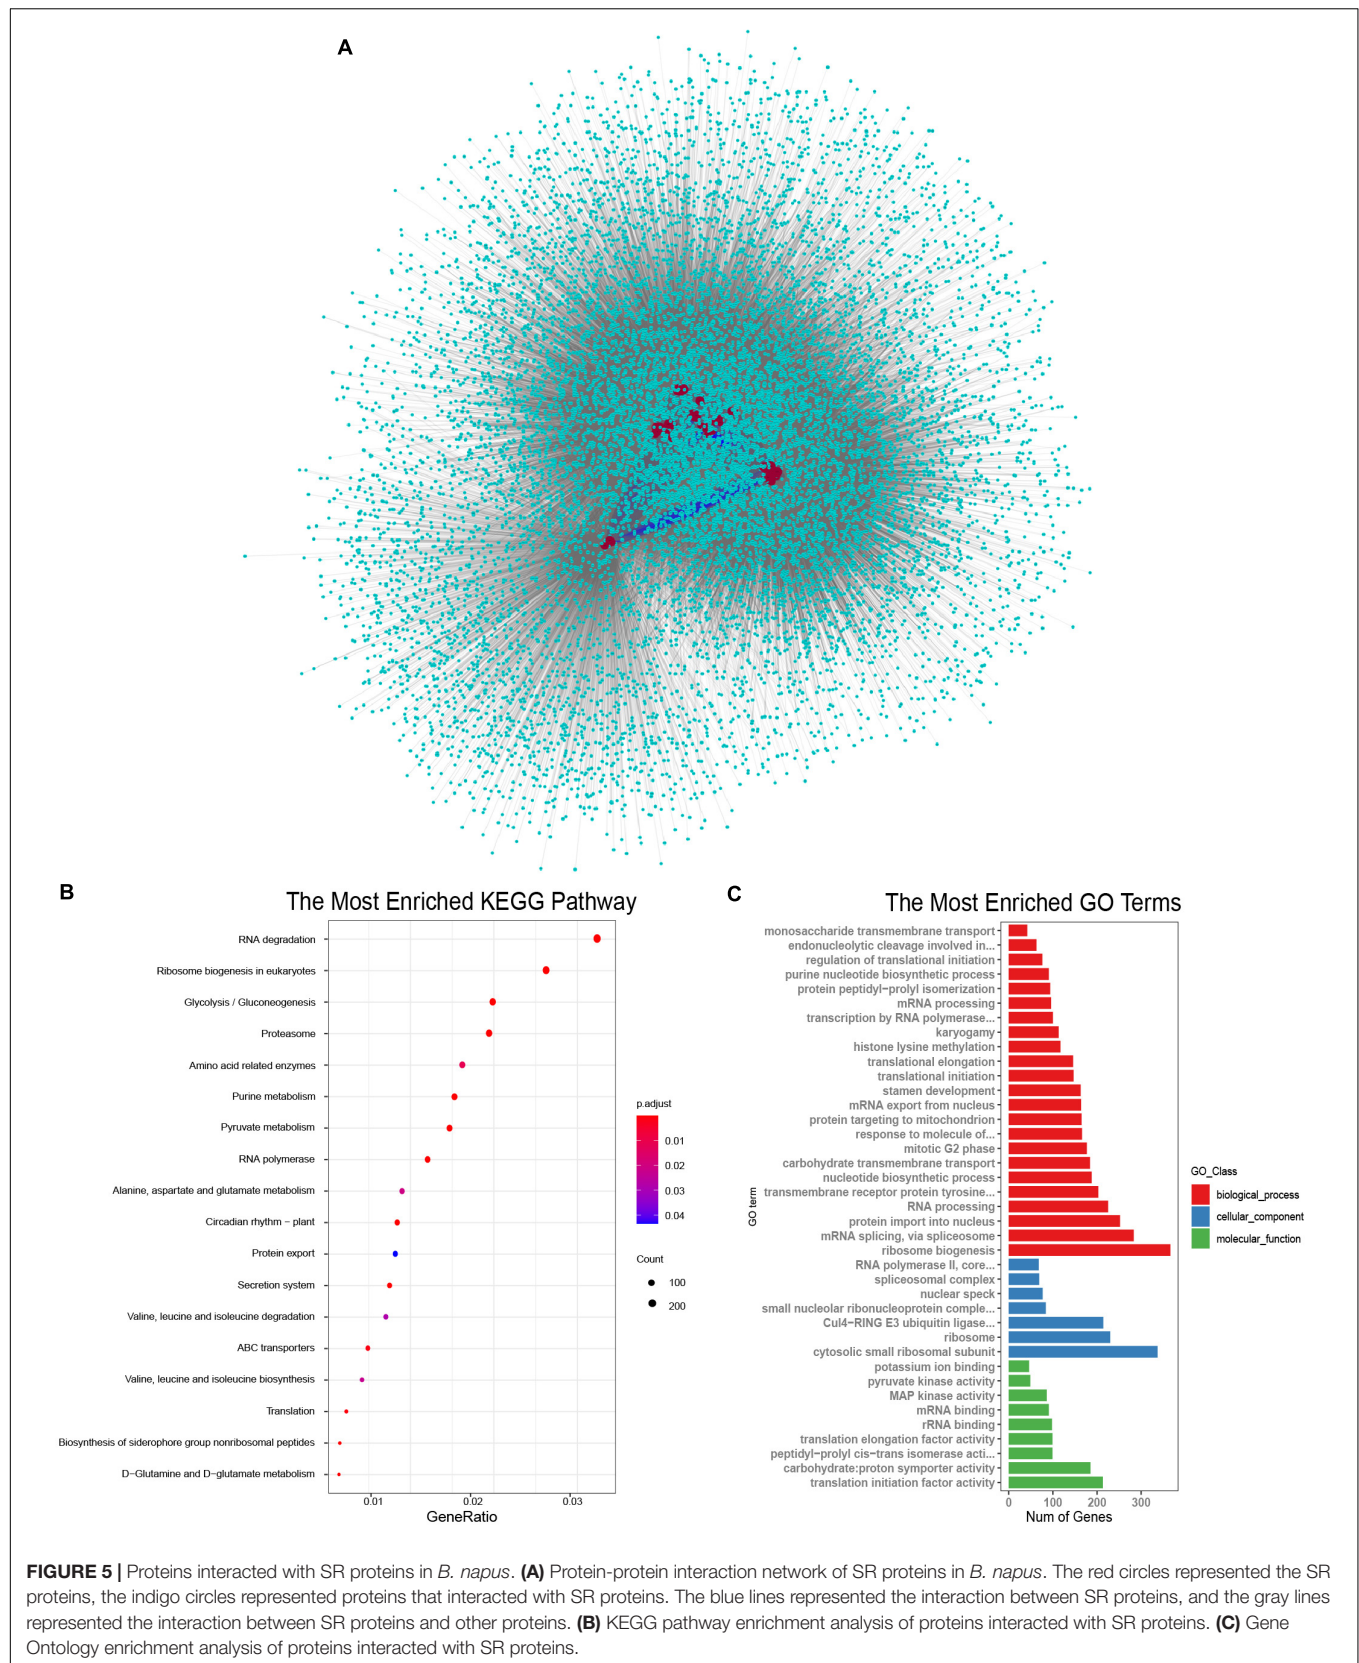 A
B
The Most Enriched KEGG Pathway
RNA degradation
Ribosome biogenesis in eukaryotes
Glycolysis / Gluconeogenesis
Proteasome
Amino acid related enzymes
Purine metabolism
Pyruvate metabolism
RNA polymerase
Alanine, aspartate and glutamate metabolism
Circadian rhythm − plant
Protein export
Secretion system
Valine, leucine and isoleucine degradation
ABC transporters
Valine, leucine and isoleucine biosynthesis
Translation
Biosynthesis of siderophore group nonribosomal peptides
D−Glutamine and D−glutamate metabolism
0.01 0.02 0.03
GeneRatio
p.adjust
0.01
0.02
0.03
0.04
Count
100
200
C
The Most Enriched GO Terms
GO term
monosaccharide transmembrane transport
endonucleolytic cleavage involved in...
regulation of translational initiation
purine nucleotide biosynthetic process
protein peptidyl−prolyl isomerization
mRNA processing
transcription by RNA polymerase...
karyogamy
histone lysine methylation
translational elongation
translational initiation
stamen development
mRNA export from nucleus
protein targeting to mitochondrion
response to molecule of...
mitotic G2 phase
carbohydrate transmembrane transport
nucleotide biosynthetic process
transmembrane receptor protein tyrosine...
RNA processing
protein import into nucleus
mRNA splicing, via spliceosome
ribosome biogenesis
RNA polymerase II, core...
spliceosomal complex
nuclear speck
small nucleolar ribonucleoprotein comple...
Cul4−RING E3 ubiquitin ligase...
ribosome
cytosolic small ribosomal subunit
potassium ion binding
pyruvate kinase activity
MAP kinase activity
mRNA binding
rRNA binding
translation elongation factor activity
peptidyl−prolyl cis−trans isomerase acti...
carbohydrate:proton symporter activity
translation initiation factor activity
0 100 200 300
Num of Genes
GO_Class
biological_process
cellular_component
molecular_function
FIGURE 5 | Proteins interacted with SR proteins in B. napus. (A) Protein-protein interaction network of SR proteins in B. napus. The red circles represented the SR
proteins, the indigo circles represented proteins that interacted with SR proteins. The blue lines represented the interaction between SR proteins, and the gray lines
represented the interaction between SR proteins and other proteins. (B) KEGG pathway enrichment analysis of proteins interacted with SR proteins. (C) Gene
Ontology enrichment analysis of proteins interacted with SR proteins.